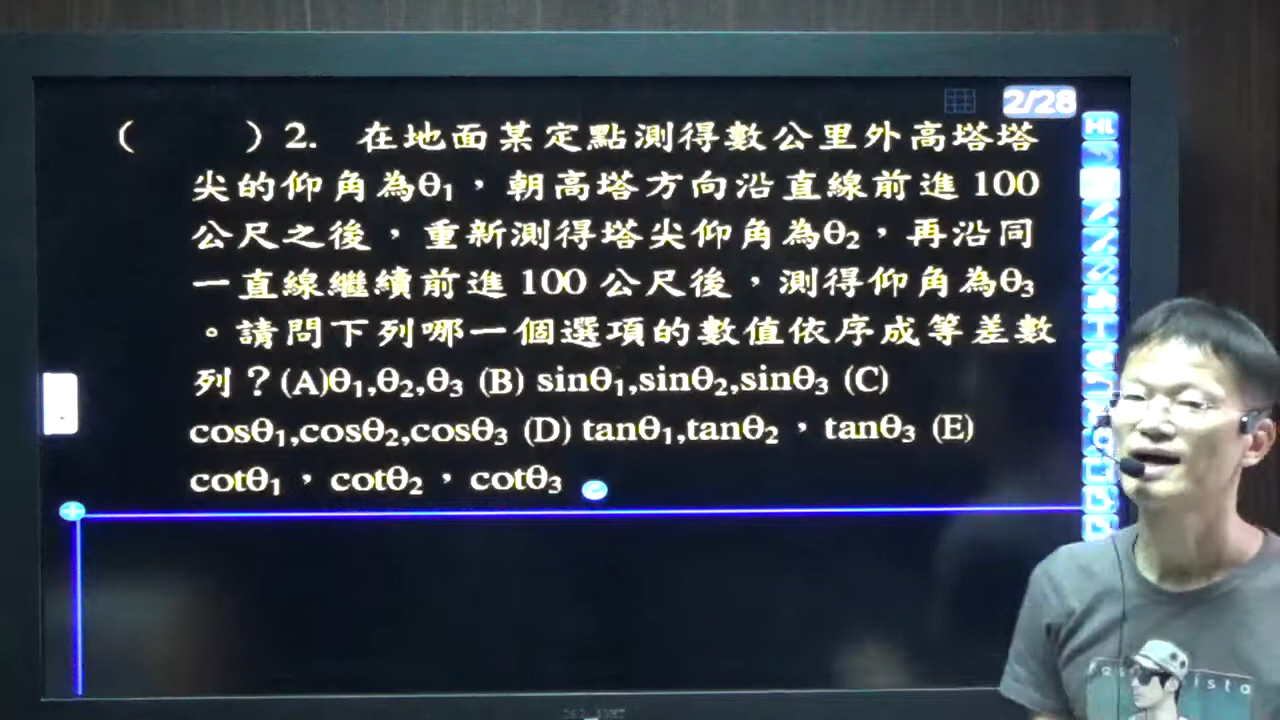 2/28
HL
( ) 2. 在地面某定點測得數公里外高塔塔
尖的仰角為θ₁，朝高塔方向沿直線前進 100
公尺之後，重新測得塔尖仰角為θ₂，再沿同
一直線繼續前進 100 公尺後，測得仰角為θ₃
。請問下列哪一個選項的數值依序成等差數
列？(A)θ₁,θ₂,θ₃ (B) sinθ₁,sinθ₂,sinθ₃ (C)
cosθ₁,cosθ₂,cosθ₃ (D) tanθ₁,tanθ₂，tanθ₃ (E)
cotθ₁，cotθ₂，cotθ₃